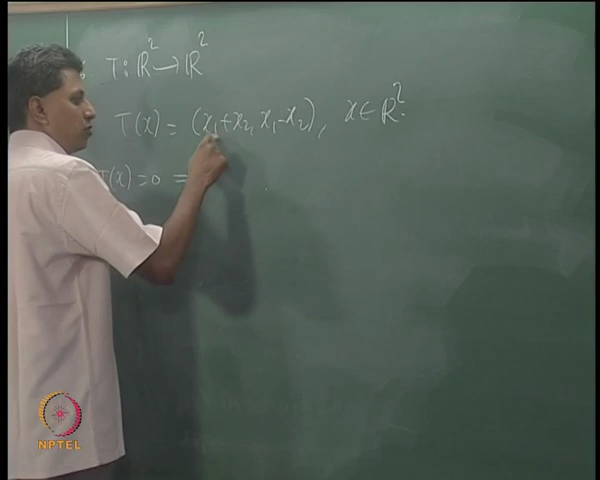 : T: ℝ² → ℝ²
T(x) = (x₁+x₂, x₁-x₂), x ∈ ℝ².
T(x) = 0 =
NPTEL